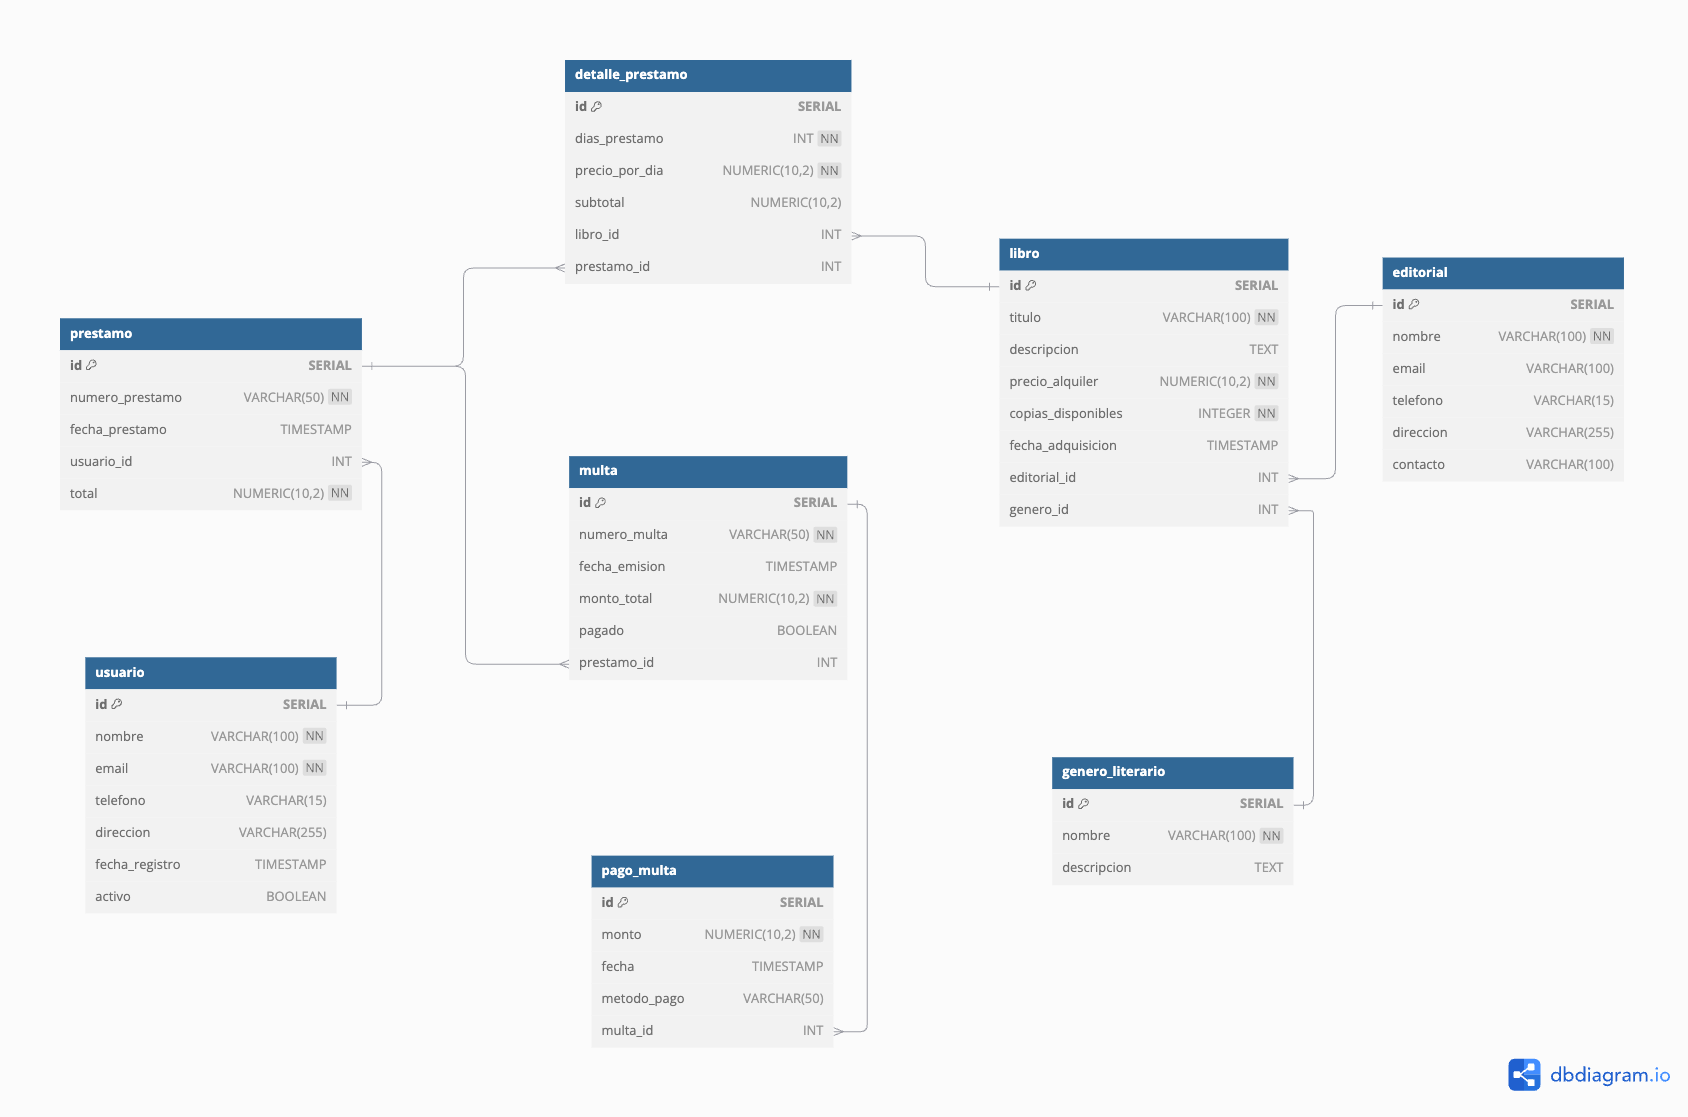 detalle_prestamo
id SERIAL
dias_prestamo INT NN
precio_por_dia NUMERIC(10,2) NN
subtotal NUMERIC(10,2)
libro_id INT
prestamo_id INT
libro
id SERIAL
titulo VARCHAR(100) NN
descripcion TEXT
precio_alquiler NUMERIC(10,2) NN
copias_disponibles INTEGER NN
fecha_adquisicion TIMESTAMP
editorial_id INT
genero_id INT
editorial
id SERIAL
nombre VARCHAR(100) NN
email VARCHAR(100)
telefono VARCHAR(15)
direccion VARCHAR(255)
contacto VARCHAR(100)
prestamo
id SERIAL
numero_prestamo VARCHAR(50) NN
fecha_prestamo TIMESTAMP
usuario_id INT
total NUMERIC(10,2) NN
multa
id SERIAL
numero_multa VARCHAR(50) NN
fecha_emision TIMESTAMP
monto_total NUMERIC(10,2) NN
pagado BOOLEAN
prestamo_id INT
usuario
id SERIAL
nombre VARCHAR(100) NN
email VARCHAR(100) NN
telefono VARCHAR(15)
direccion VARCHAR(255)
fecha_registro TIMESTAMP
activo BOOLEAN
genero_literario
id SERIAL
nombre VARCHAR(100) NN
descripcion TEXT
pago_multa
id SERIAL
monto NUMERIC(10,2) NN
fecha TIMESTAMP
metodo_pago VARCHAR(50)
multa_id INT
dbdiagram.io